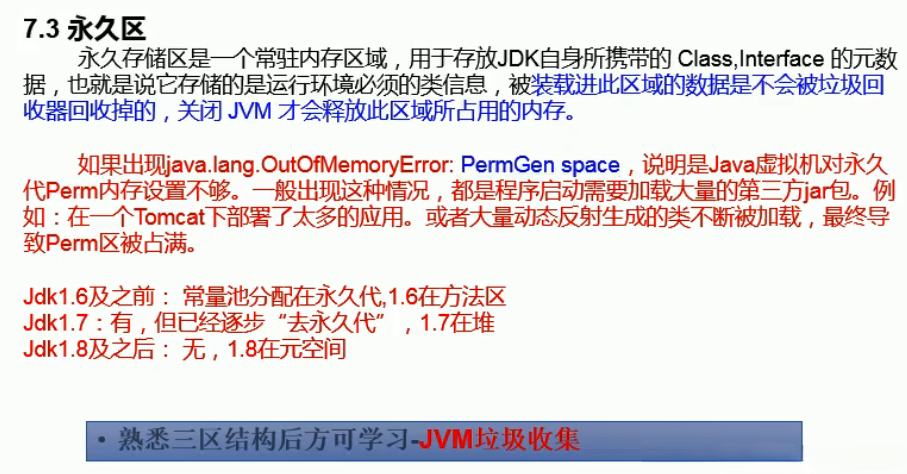 7.3 永久区
永久存储区是一个常驻内存区域，用于存放JDK自身所携带的 Class,Interface 的元数
据，也就是说它存储的是运行环境必须的类信息，被装载进此区域的数据是不会被垃圾回
收器回收掉的，关闭 JVM 才会释放此区域所占用的内存。
如果出现java.lang.OutOfMemoryError: PermGen space，说明是Java虚拟机对永久
代Perm内存设置不够。一般出现这种情况，都是程序启动需要加载大量的第三方jar包。例
如：在一个Tomcat下部署了太多的应用。或者大量动态反射生成的类不断被加载，最终导
致Perm区被占满。
Jdk1.6及之前： 常量池分配在永久代,1.6在方法区
Jdk1.7：有，但已经逐步“去永久代”，1.7在堆
Jdk1.8及之后： 无，1.8在元空间
• 熟悉三区结构后方可学习-JVM垃圾收集